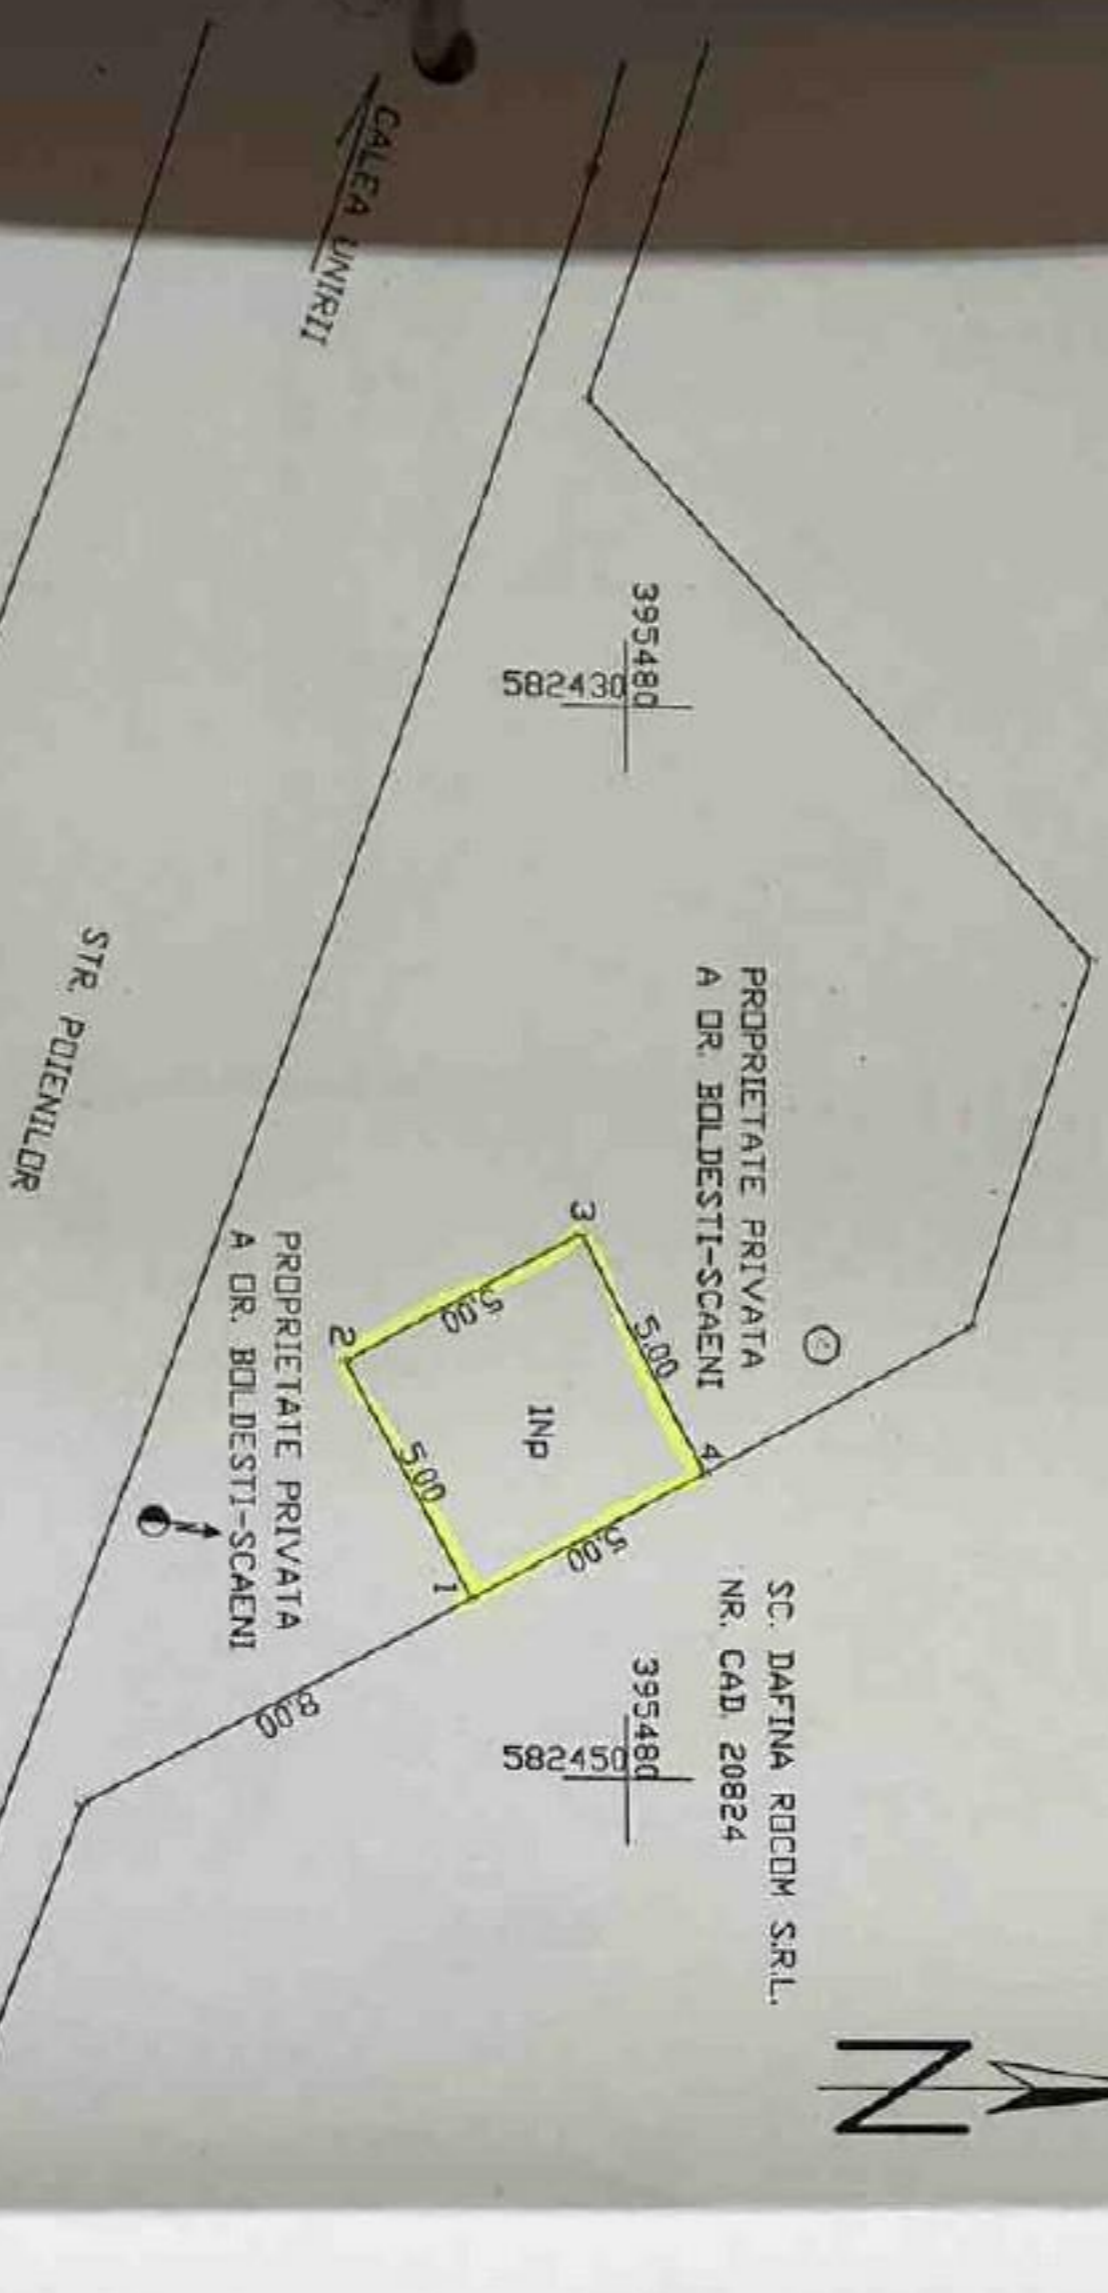 CALEA UNIRII
395480
582430
STR. POIENILOR
PROPRIETATE PRIVATA
A OR. BOLDESTI-SCAENI
3
5.00
5.00
4
2
1Np
5.00
5.00
1
PROPRIETATE PRIVATA
A OR. BOLDESTI-SCAENI
8.00
SC. DAFINA ROCOM S.R.L.
NR. CAD. 20824
395480
582450
N